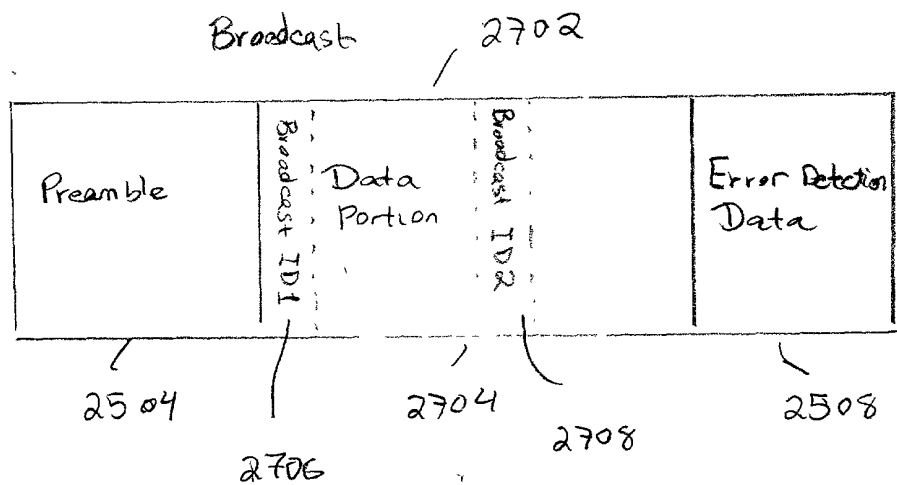 Broadcast 2702
Preamble
Broadcast ID1
Data
Portion
Broadcast ID2
Error Detection
Data
2504
2706
2704
2708
2508